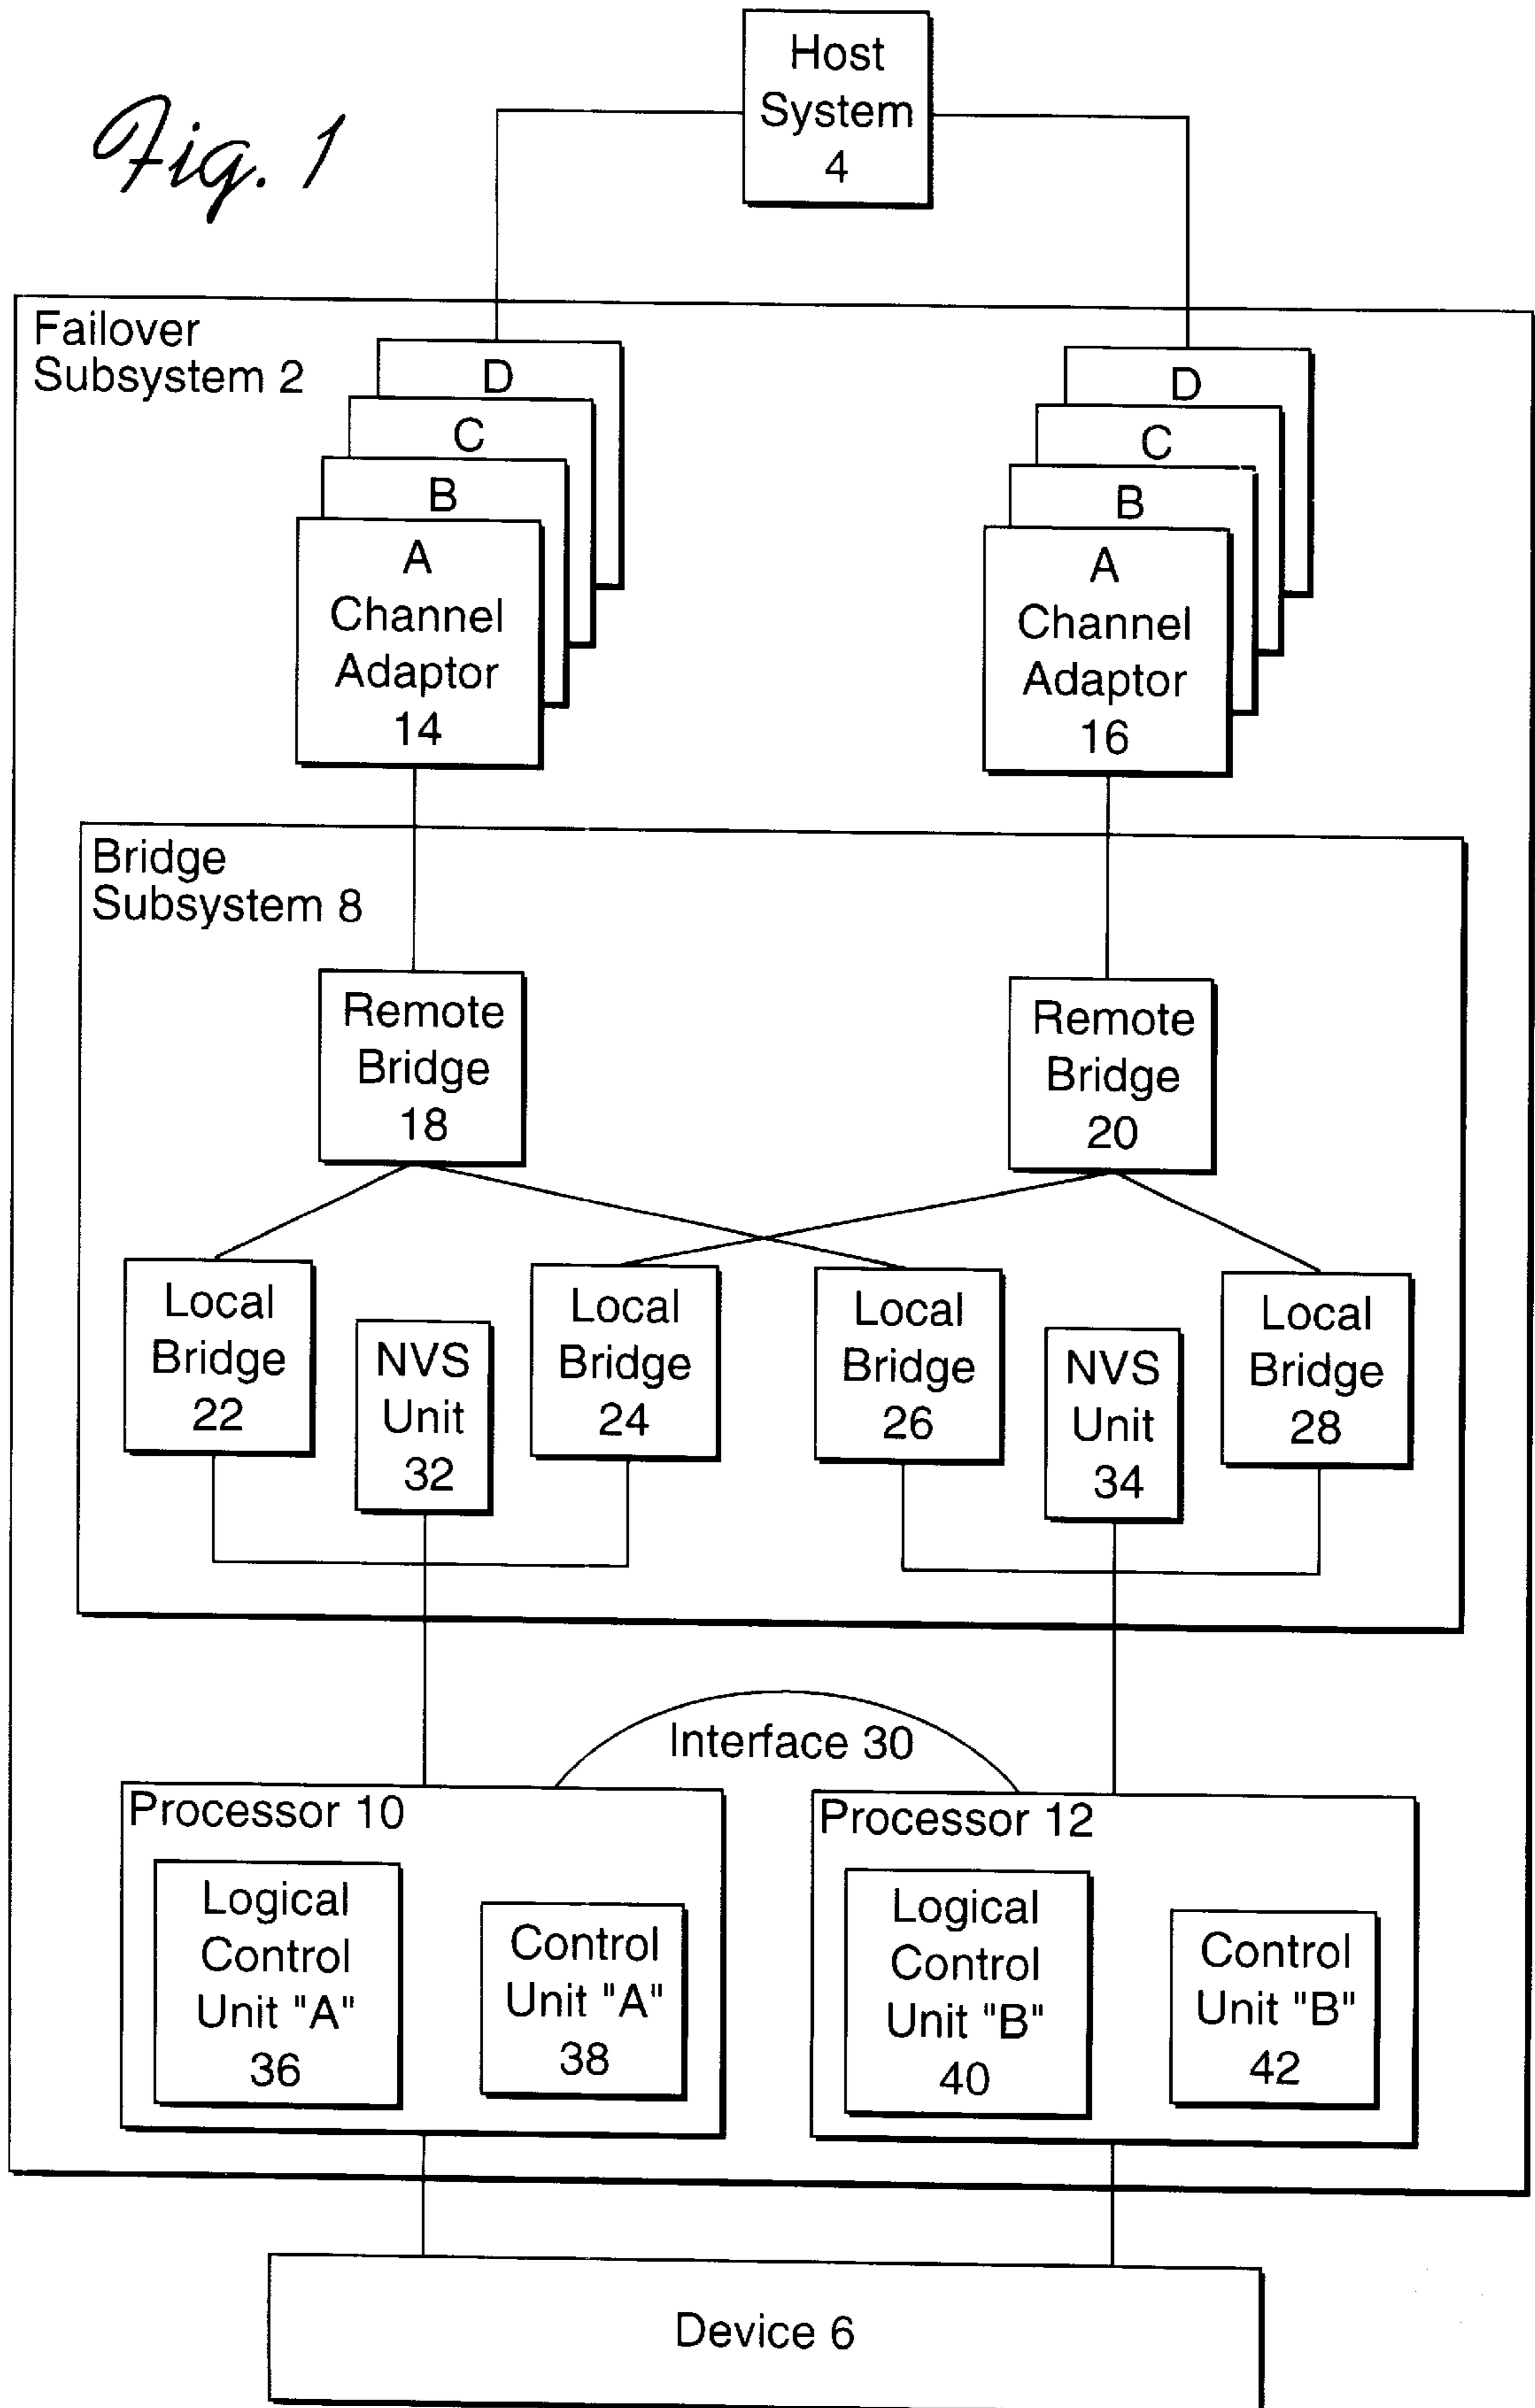 Fig. 1
Host
System
4
Failover
Subsystem 2
D
C
B
A
Channel
Adaptor
14
D
C
B
A
Channel
Adaptor
16
Bridge
Subsystem 8
Remote
Bridge
18
Remote
Bridge
20
Local
Bridge
22
NVS
Unit
32
Local
Bridge
24
Local
Bridge
26
NVS
Unit
34
Local
Bridge
28
Interface 30
Processor 10
Logical
Control
Unit "A"
36
Control
Unit "A"
38
Processor 12
Logical
Control
Unit "B"
40
Control
Unit "B"
42
Device 6